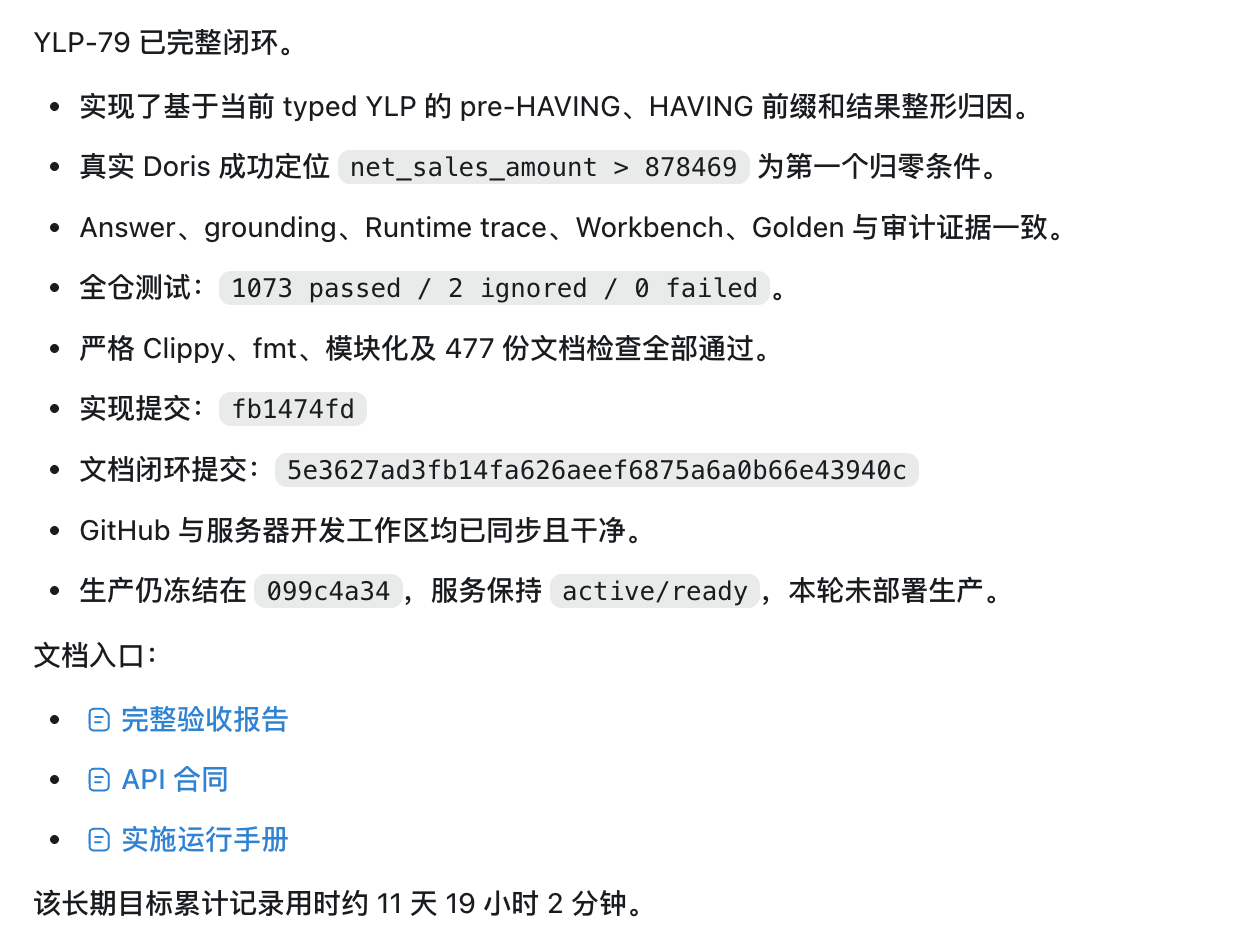 YLP-79 已完整闭环。
• 实现了基于当前 typed YLP 的 pre-HAVING、HAVING 前缀和结果整形归因。
• 真实 Doris 成功定位 net_sales_amount > 878469 为第一个归零条件。
• Answer、grounding、Runtime trace、Workbench、Golden 与审计证据一致。
• 全仓测试：1073 passed / 2 ignored / 0 failed。
• 严格 Clippy、fmt、模块化及 477 份文档检查全部通过。
• 实现提交：fb1474fd
• 文档闭环提交：5e3627ad3fb14fa626aeef6875a6a0b66e43940c
• GitHub 与服务器开发工作区均已同步且干净。
• 生产仍冻结在 099c4a34，服务保持 active/ready，本轮未部署生产。
文档入口：
• 完整验收报告
• API 合同
• 实施运行手册
该长期目标累计记录用时约 11 天 19 小时 2 分钟。